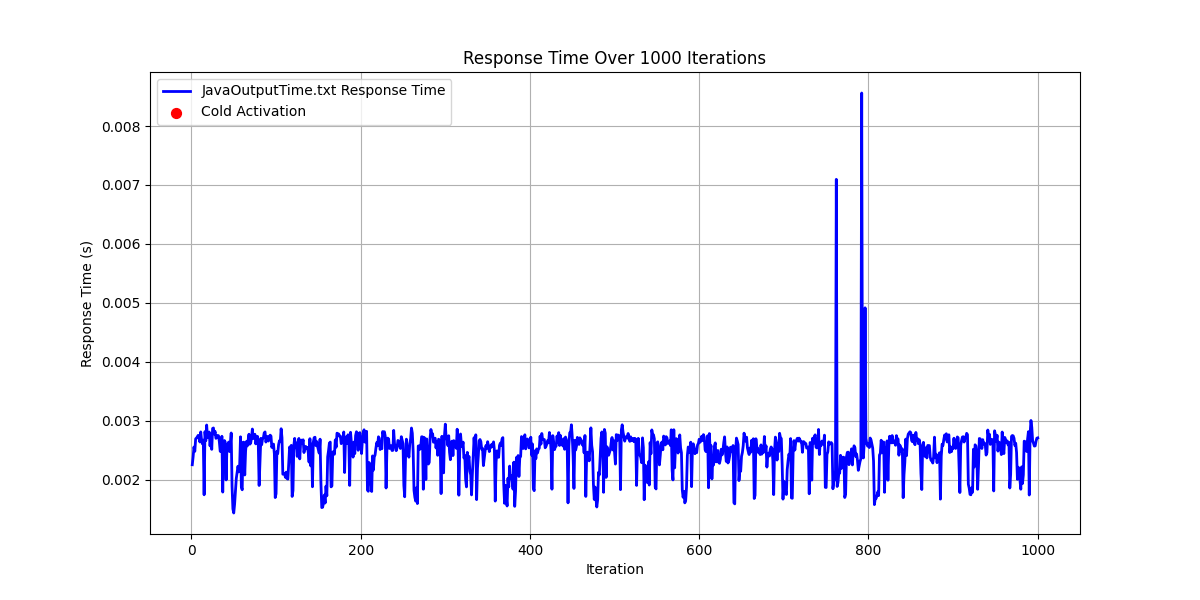 Response Time Over 1000 Iterations
JavaOutputTime.txt Response Time
Cold Activation
0.008
0.007
0.006
0.005
0.004
0.003
0.002
Response Time (s)
0 200 400 600 800 1000
Iteration